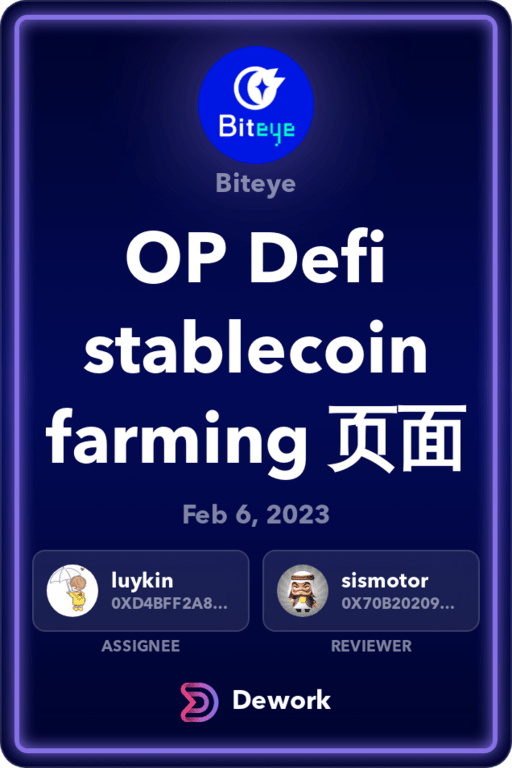 Biteye
Biteye
OP Defi
stablecoin
farming 页面
Feb 6, 2023
luykin
0XD4BFF2A8...
ASSIGNEE
sismotor
0X70B20209...
REVIEWER
Dework